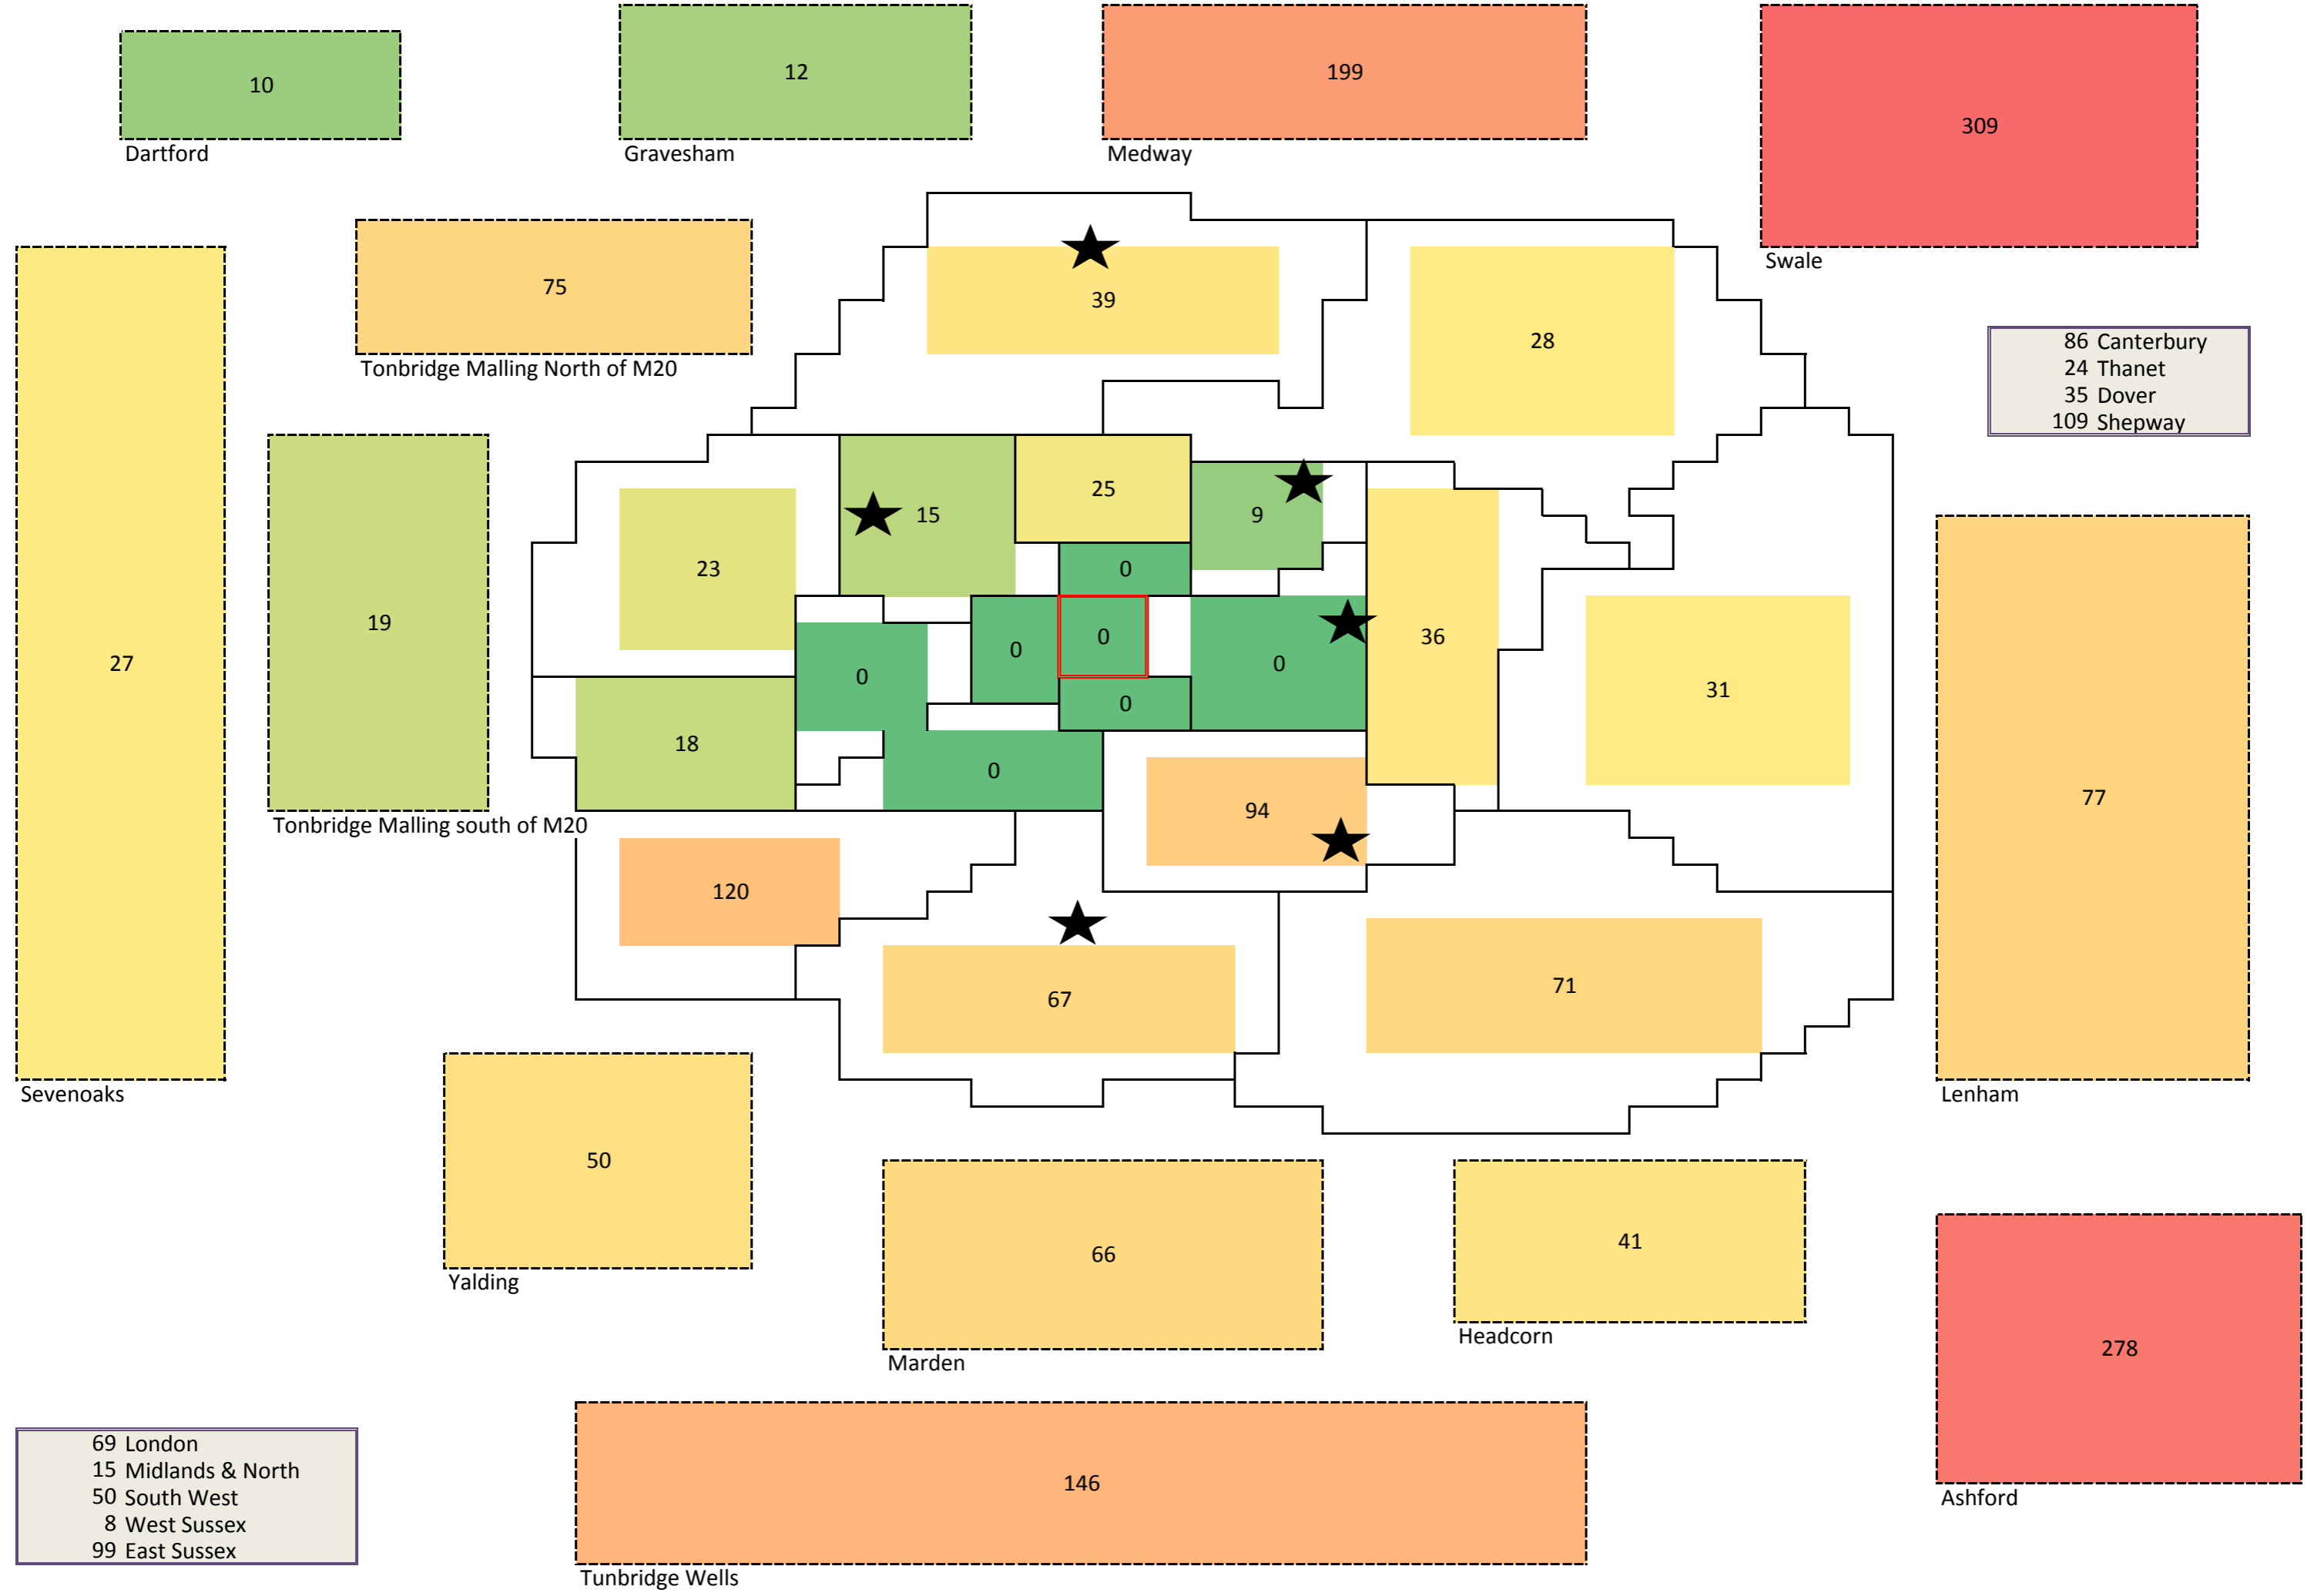 10
Dartford
12
Gravesham
199
Medway
309
Swale
75
Tonbridge Malling North of M20
39
28
86 Canterbury
24 Thanet
35 Dover
109 Shepway
27
Sevenoaks
19
Tonbridge Malling south of M20
23
15
25
9
0
0
0
0
0
0
36
31
18
0
94
77
Lenham
120
67
71
50
Yalding
66
Marden
41
Headcorn
278
Ashford
69 London
15 Midlands & North
50 South West
8 West Sussex
99 East Sussex
146
Tunbridge Wells